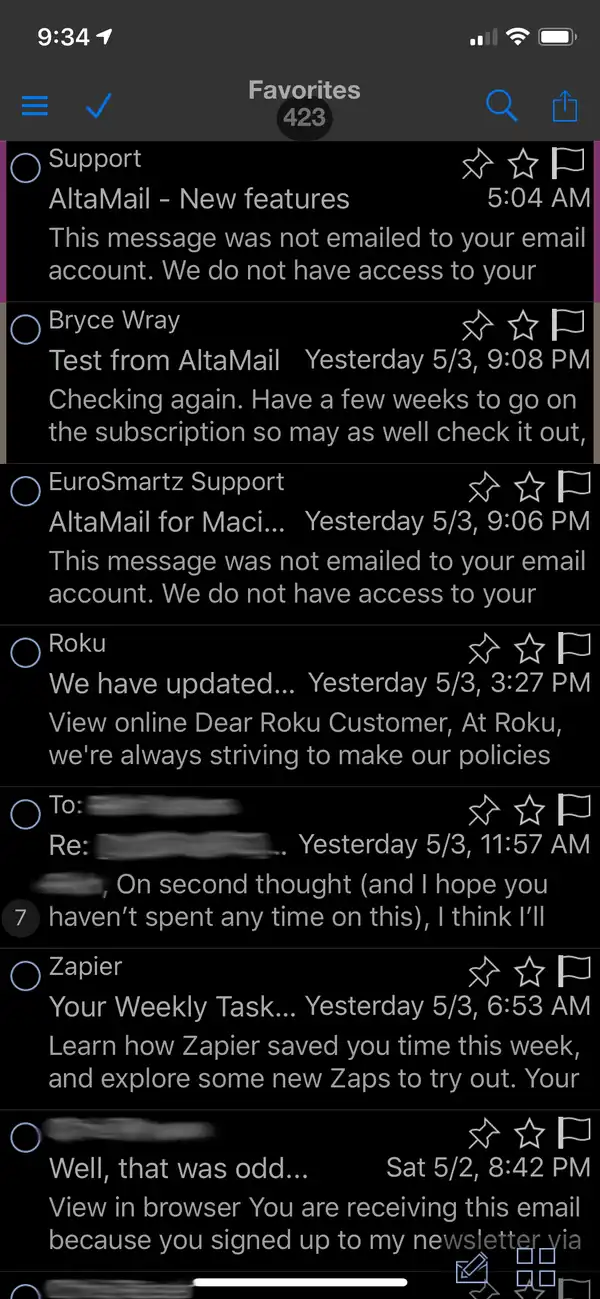 9:34
Favorites
423
Support
AltaMail - New features 5:04 AM
This message was not emailed to your email
account. We do not have access to your
Bryce Wray
Test from AltaMail Yesterday 5/3, 9:08 PM
Checking again. Have a few weeks to go on
the subscription so may as well check it out,
EuroSmartz Support
AltaMail for Maci... Yesterday 5/3, 9:06 PM
This message was not emailed to your email
account. We do not have access to your
Roku
We have updated... Yesterday 5/3, 3:27 PM
View online Dear Roku Customer, At Roku,
we're always striving to make our policies
To:
Re: ... Yesterday 5/3, 11:57 AM
, On second thought (and I hope you
7 haven’t spent any time on this), I think I’ll
Zapier
Your Weekly Task... Yesterday 5/3, 6:53 AM
Learn how Zapier saved you time this week,
and explore some new Zaps to try out. Your
Well, that was odd... Sat 5/2, 8:42 PM
View in browser You are receiving this email
because you signed up to my newsletter via